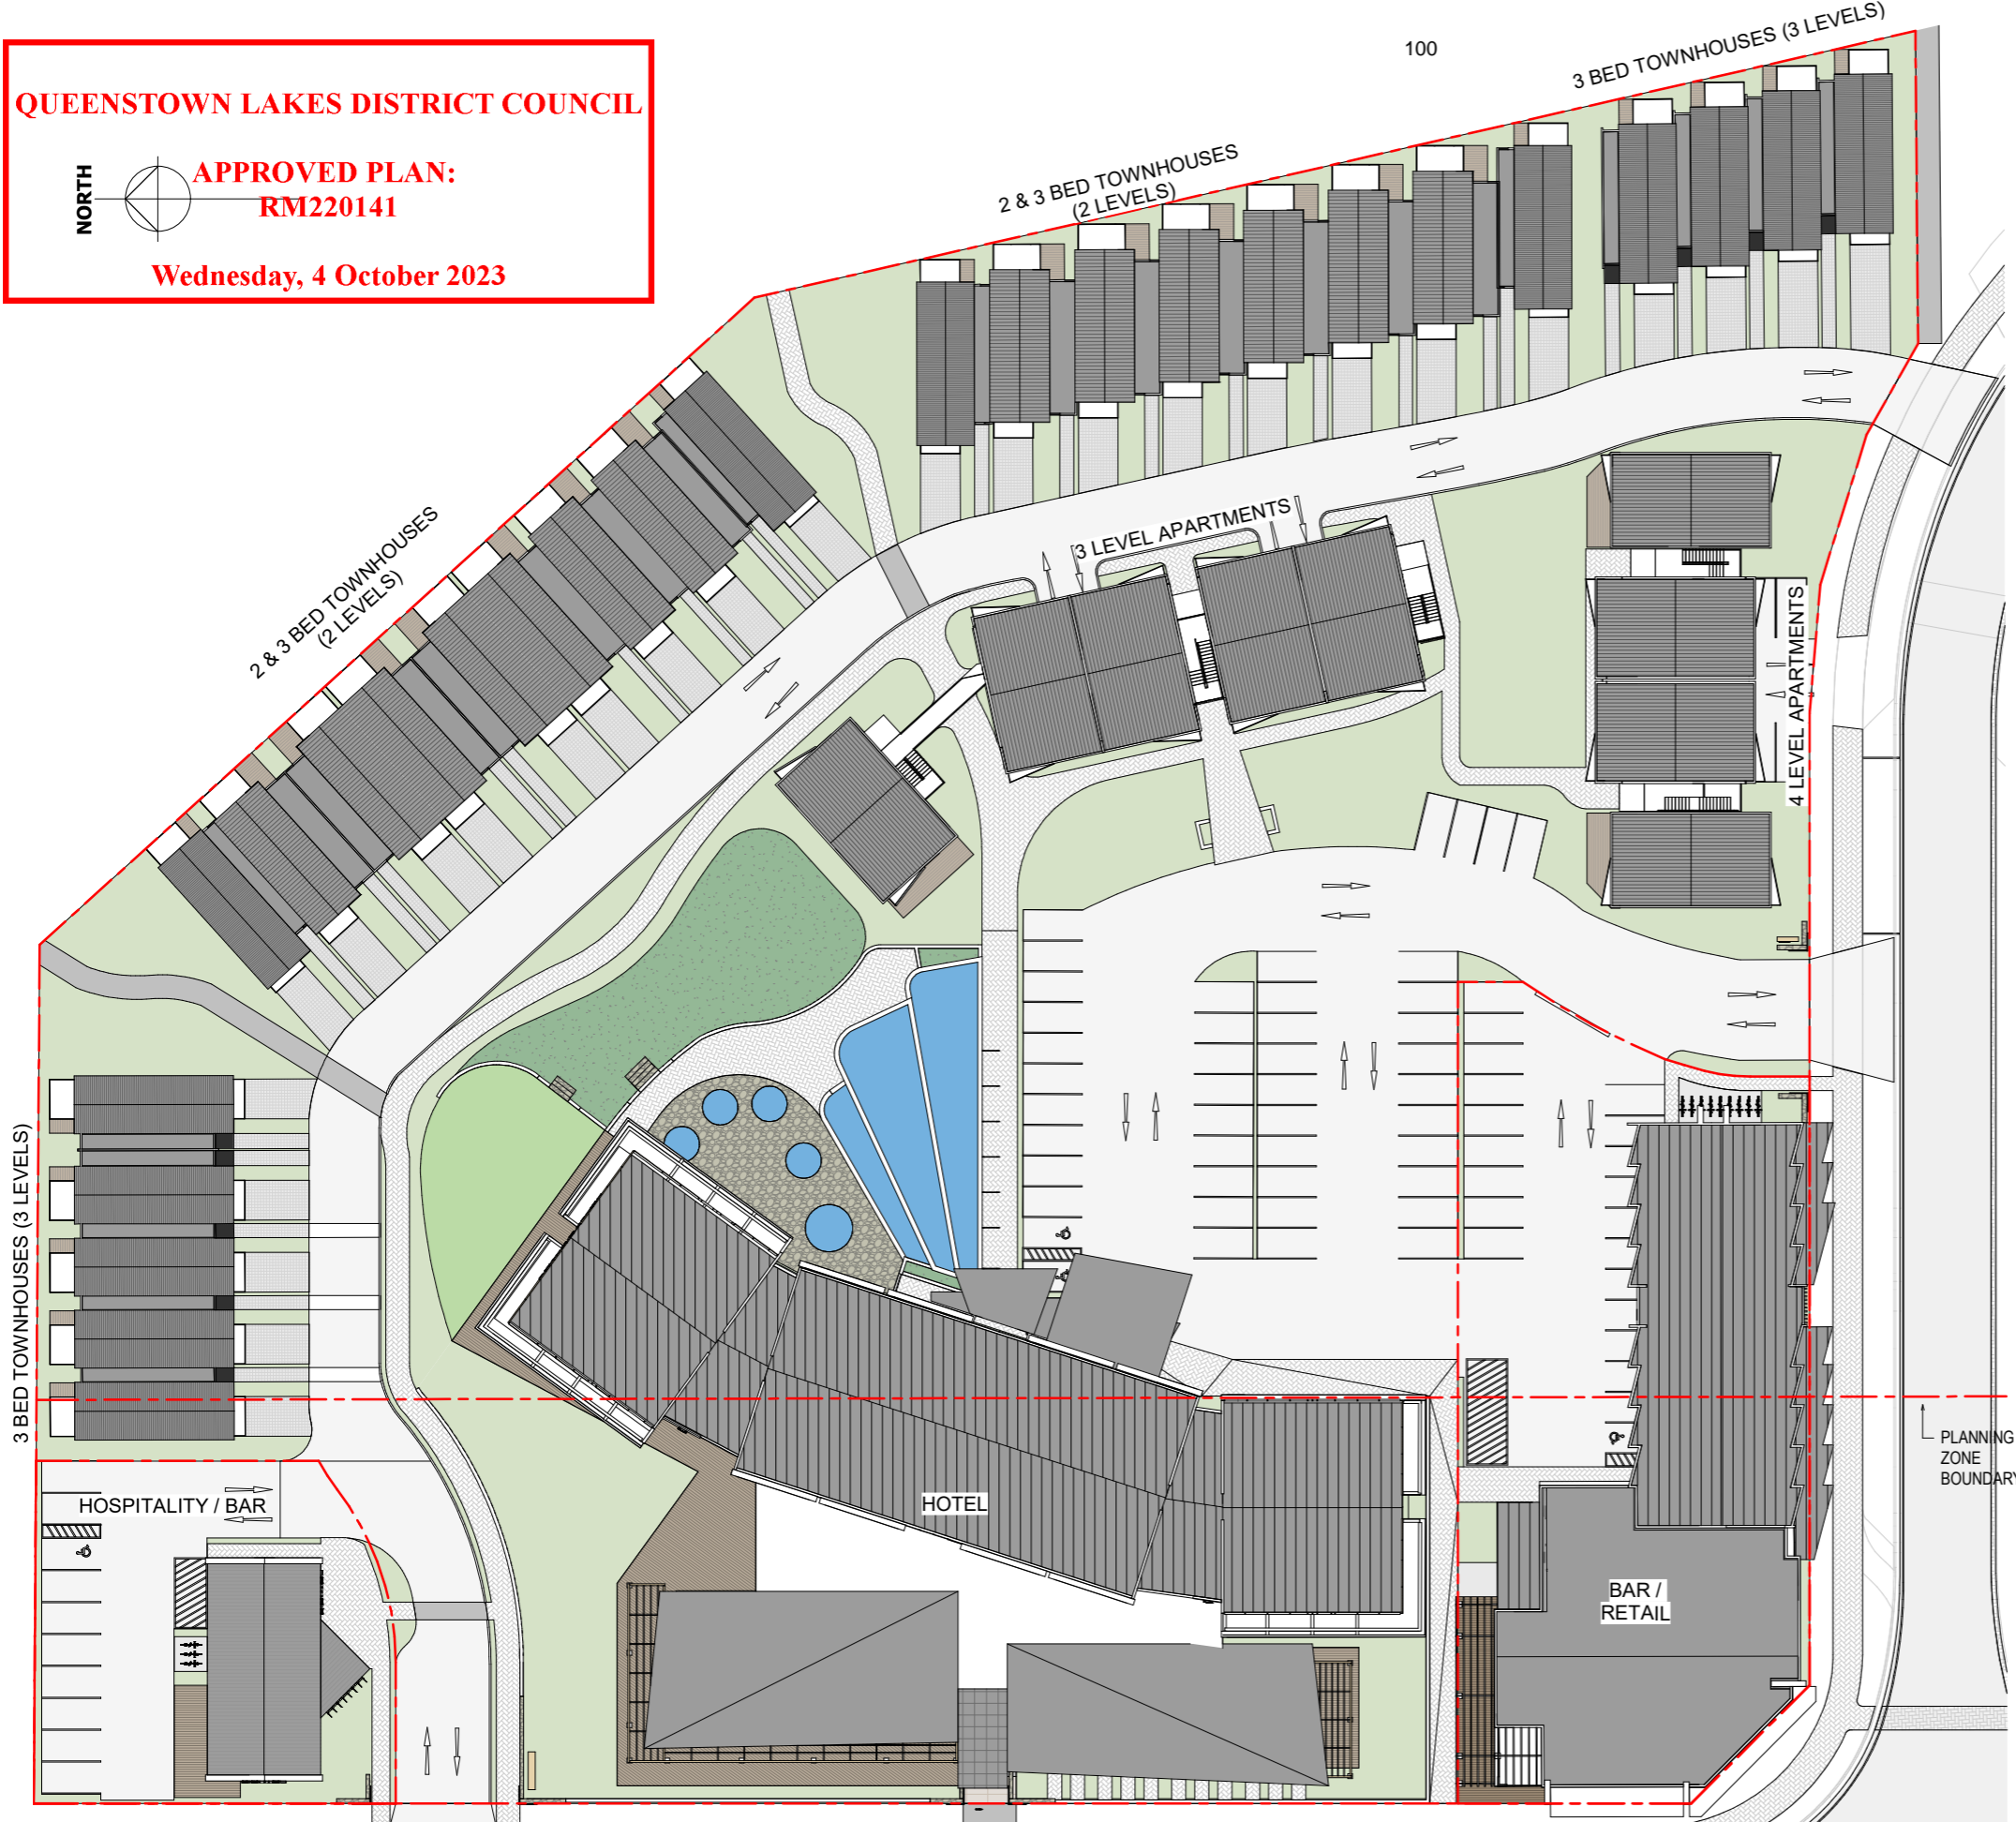 QUEENSTOWN LAKES DISTRICT COUNCIL
NORTH
APPROVED PLAN:
RM220141
Wednesday, 4 October 2023
100
3 BED TOWNHOUSES (3 LEVELS)
2 & 3 BED TOWNHOUSES
(2 LEVELS)
2 & 3 BED TOWNHOUSES
(2 LEVELS)
3 LEVEL APARTMENTS
4 LEVEL APARTMENTS
3 BED TOWNHOUSES (3 LEVELS)
PLANNING
ZONE
BOUNDARY
HOSPITALITY / BAR
HOTEL
BAR /
RETAIL